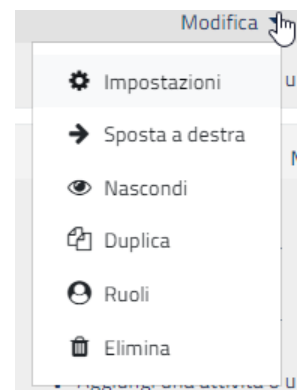 Modifica
Impostazioni
Sposta a destra
Nascondi
Duplica
Ruoli
Elimina